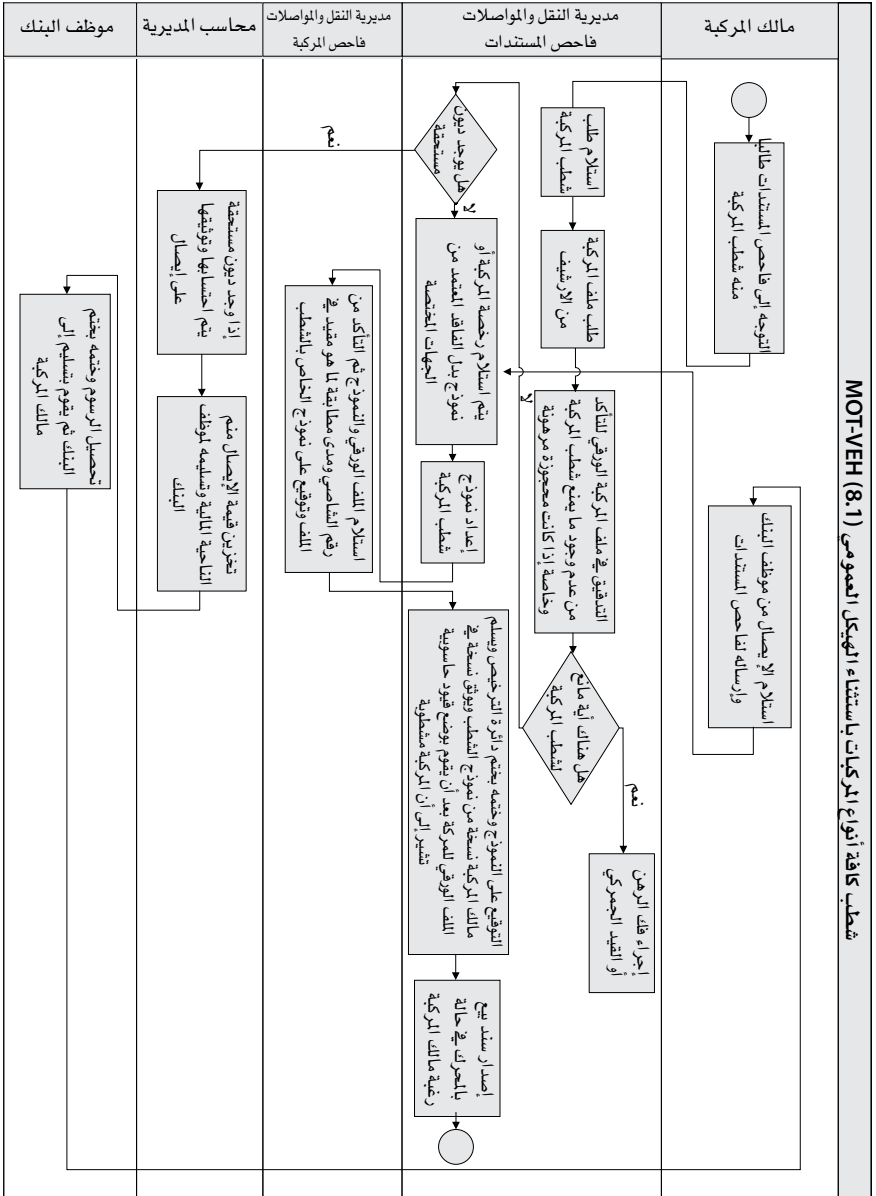 شطب كافة أنواع المركبات باستثناء الهيكل العمومي MOT-VEH (8.1)
مالك المركبة
مديرية النقل والمواصلات
فاحص المستندات
مديرية النقل والمواصلات
فاحص المركبة
محاسب المديرية
موظف البنك
التوجه إلى فاحص المستندات طالبا
منه شطب المركبة
استلام الإ يصال من موظف البنك
وإرساله لفاحص المستندات
استلام طلب
شطب المركبة
طلب ملف المركبة
من الارشيف
التدقيق في ملف المركبة الورقي للتأكد
من عدم وجود ما يمنع شطب المركبة
وخاصة إذا كانت محجوزة مرهونة
هل هناك أية مانع
لشطب المركبة
نعم
إجراء فك الرهن
أو القيد الجمركي
لا
هل يوجد ديون
مستحقة
لا
نعم
يتم استلام رخصة المركبة أو
نموذج بدل الفاقد المعتمد من
الجهات المختصة
إعداد نموذج
شطب المركبة
التوقيع على النموذج وختمه بختم دائرة الترخيص ويسلم
مالك المركبة نسخة من نموذج الشطب ويوثق نسخة في
الملف الورقي للمركة بعد أن يقوم بوضع قيود حاسوبية
تشير إلى أن المركبة مشطوبة
إصدار سند بيع
بالمحرك في حالة
رغبة مالك المركبة
استلام الملف الورقي والنموذج ثم التأكد من
رقم الشاصي ومدى مطابقة لما هو مقيد في
الملف وتوقيع على نموذج الخاص بالشطب
إذا وجد ديون مستحقة
يتم احتسابها وتوثيقها
على إيصال
تخزين قيمة الإيصال منم
الناحية المالية وتسليمه لموظف
البنك
تحصيل الرسوم وختمه بختم
البنك ثم يقوم بتسليم إلى
مالك المركبة